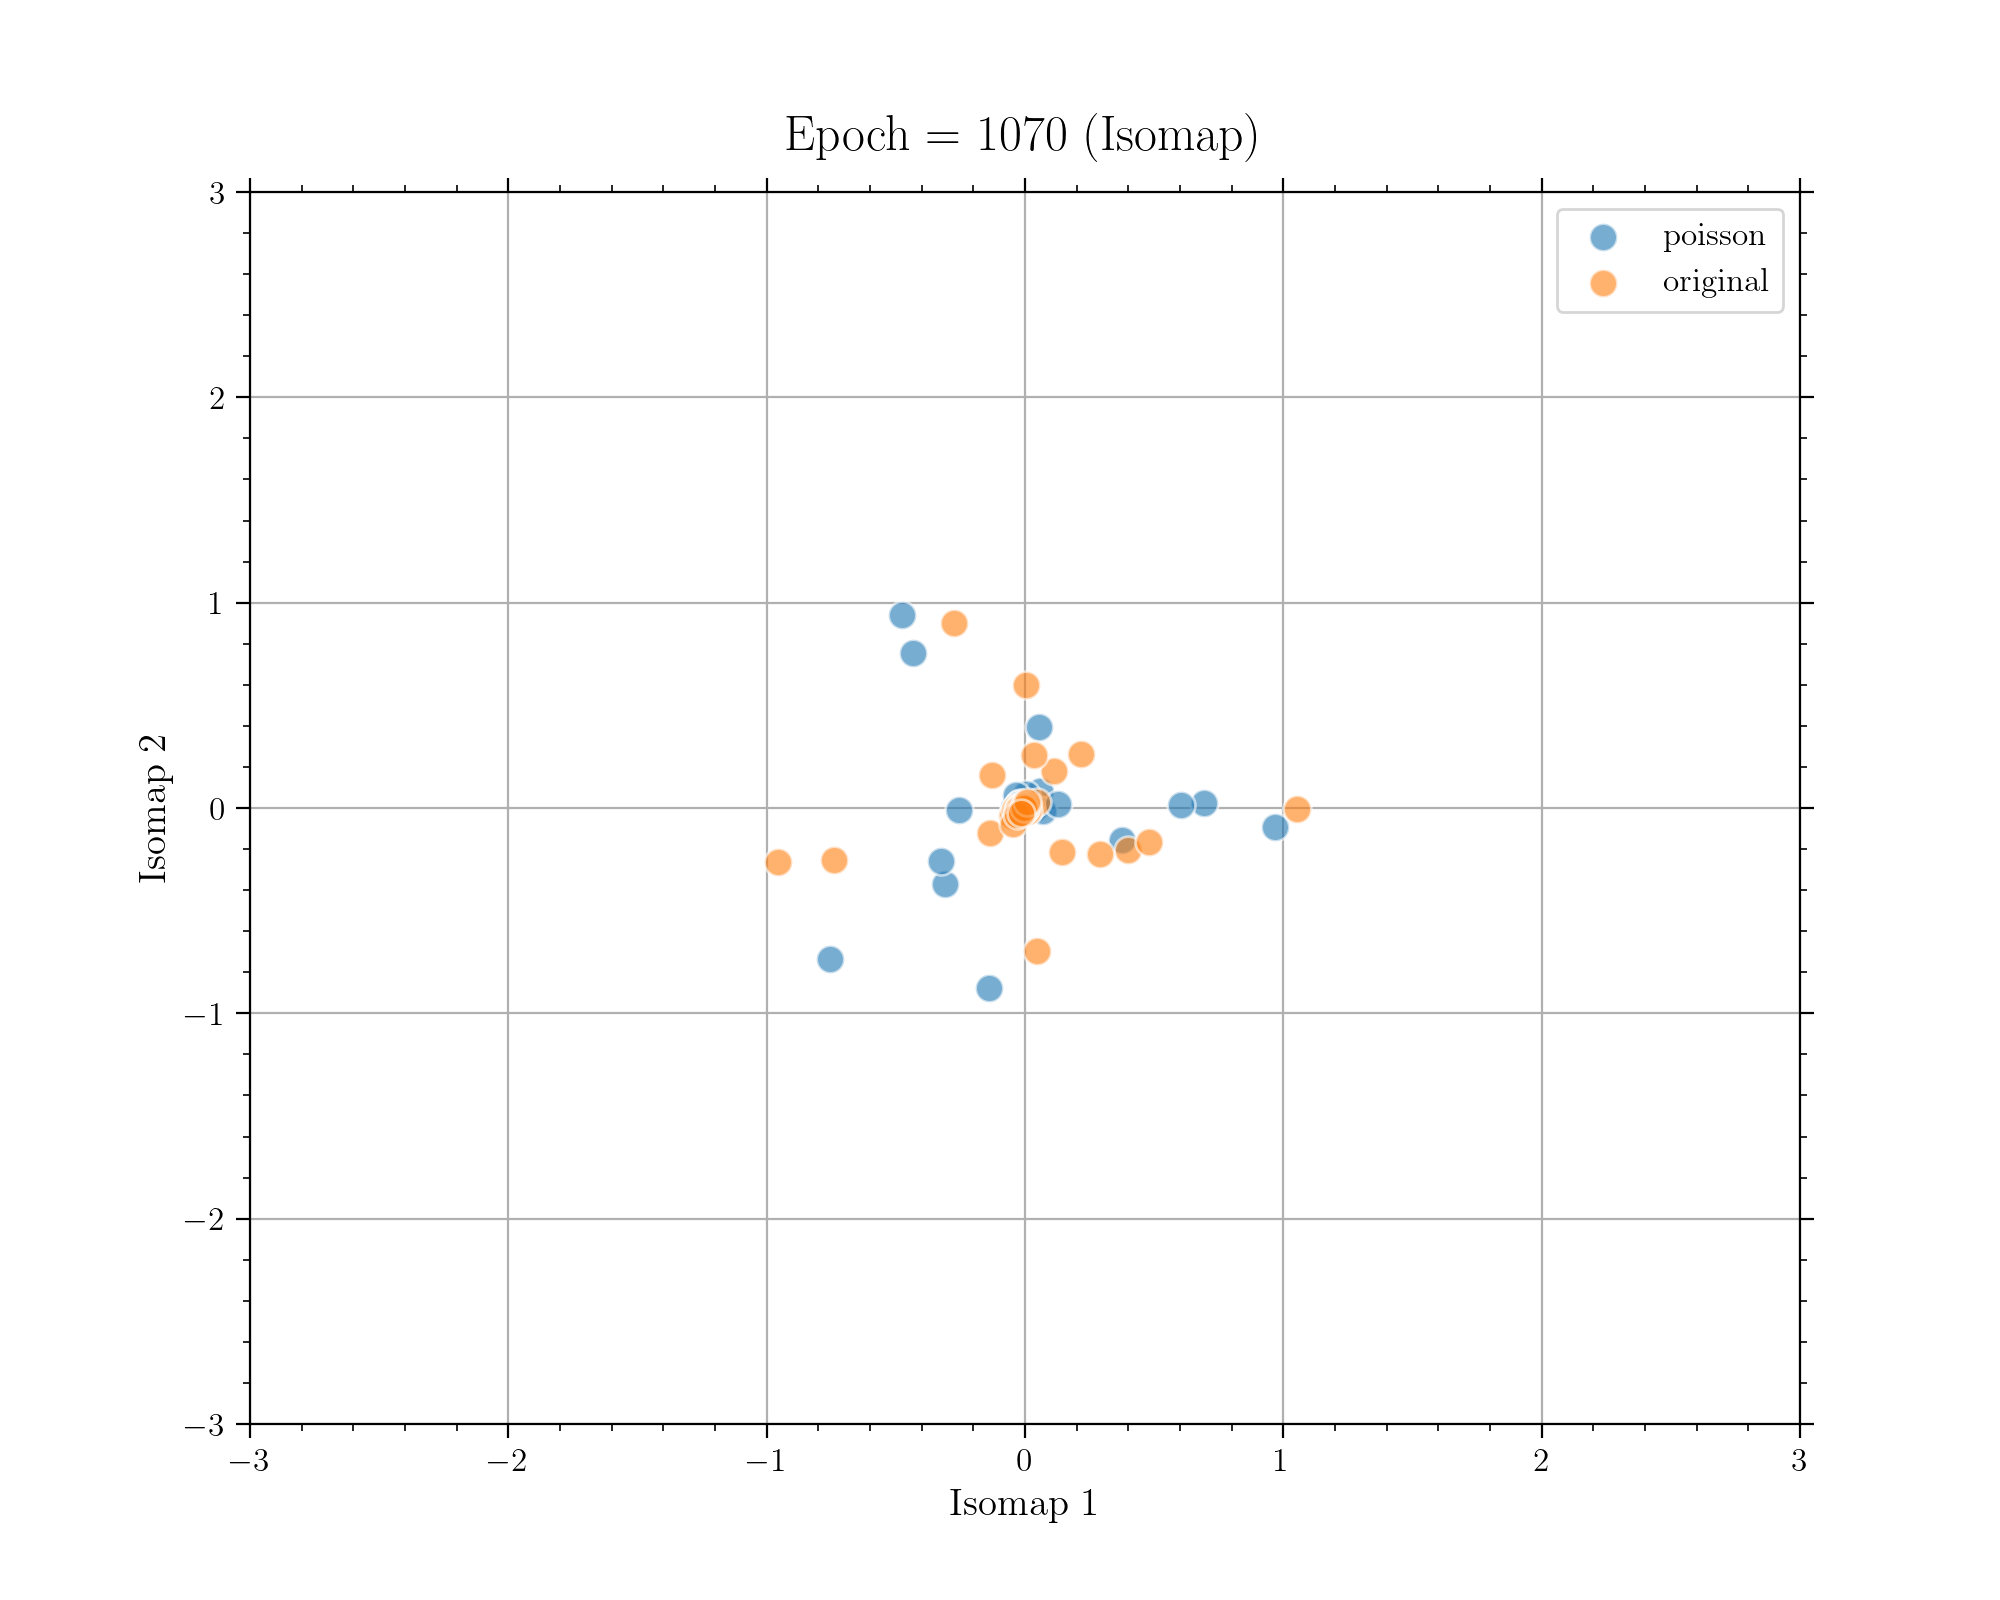 Epoch = 1070 (Isomap)
poisson
original
3
2
1
0
−1
−2
−3
Isomap 2
−3
−2
−1
0
1
2
3
Isomap 1